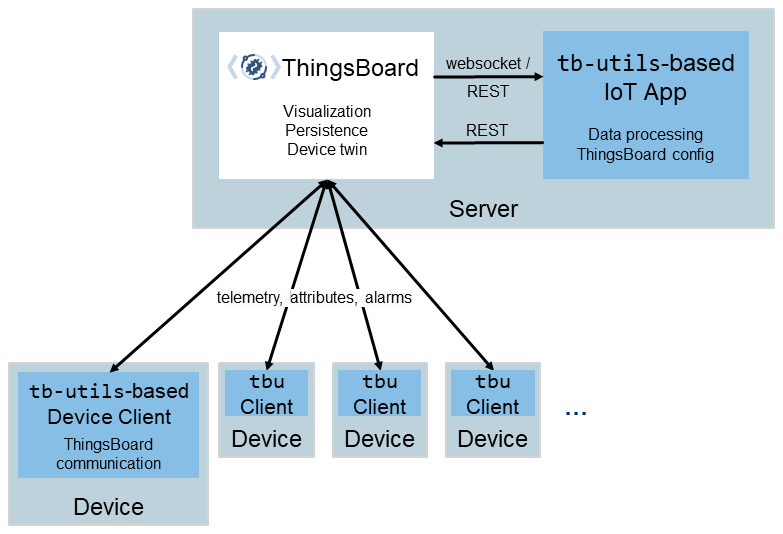 ThingsBoard
Visualization
Persistence
Device twin
websocket /
REST
REST
tb-utils-based
IoT App
Data processing
ThingsBoard config
Server
telemetry, attributes, alarms
tb-utils-based
Device Client
ThingsBoard
communication
Device
tbu
Client
Device
tbu
Client
Device
tbu
Client
Device
...